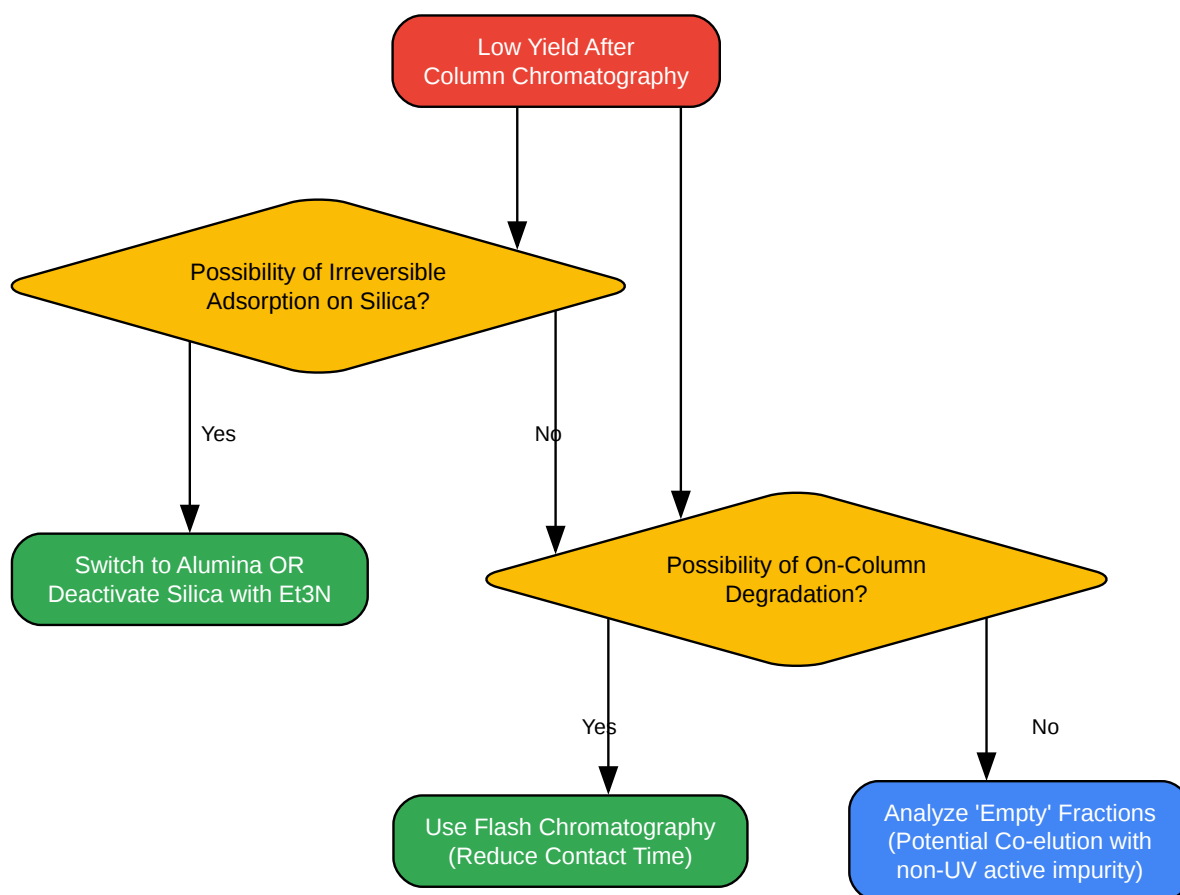 Low Yield After
Column Chromatography
Possibility of Irreversible
Adsorption on Silica?
Yes
No
Switch to Alumina OR
Deactivate Silica with Et3N
Possibility of On-Column
Degradation?
Yes
No
Use Flash Chromatography
(Reduce Contact Time)
Analyze 'Empty' Fractions
(Potential Co-elution with
non-UV active impurity)